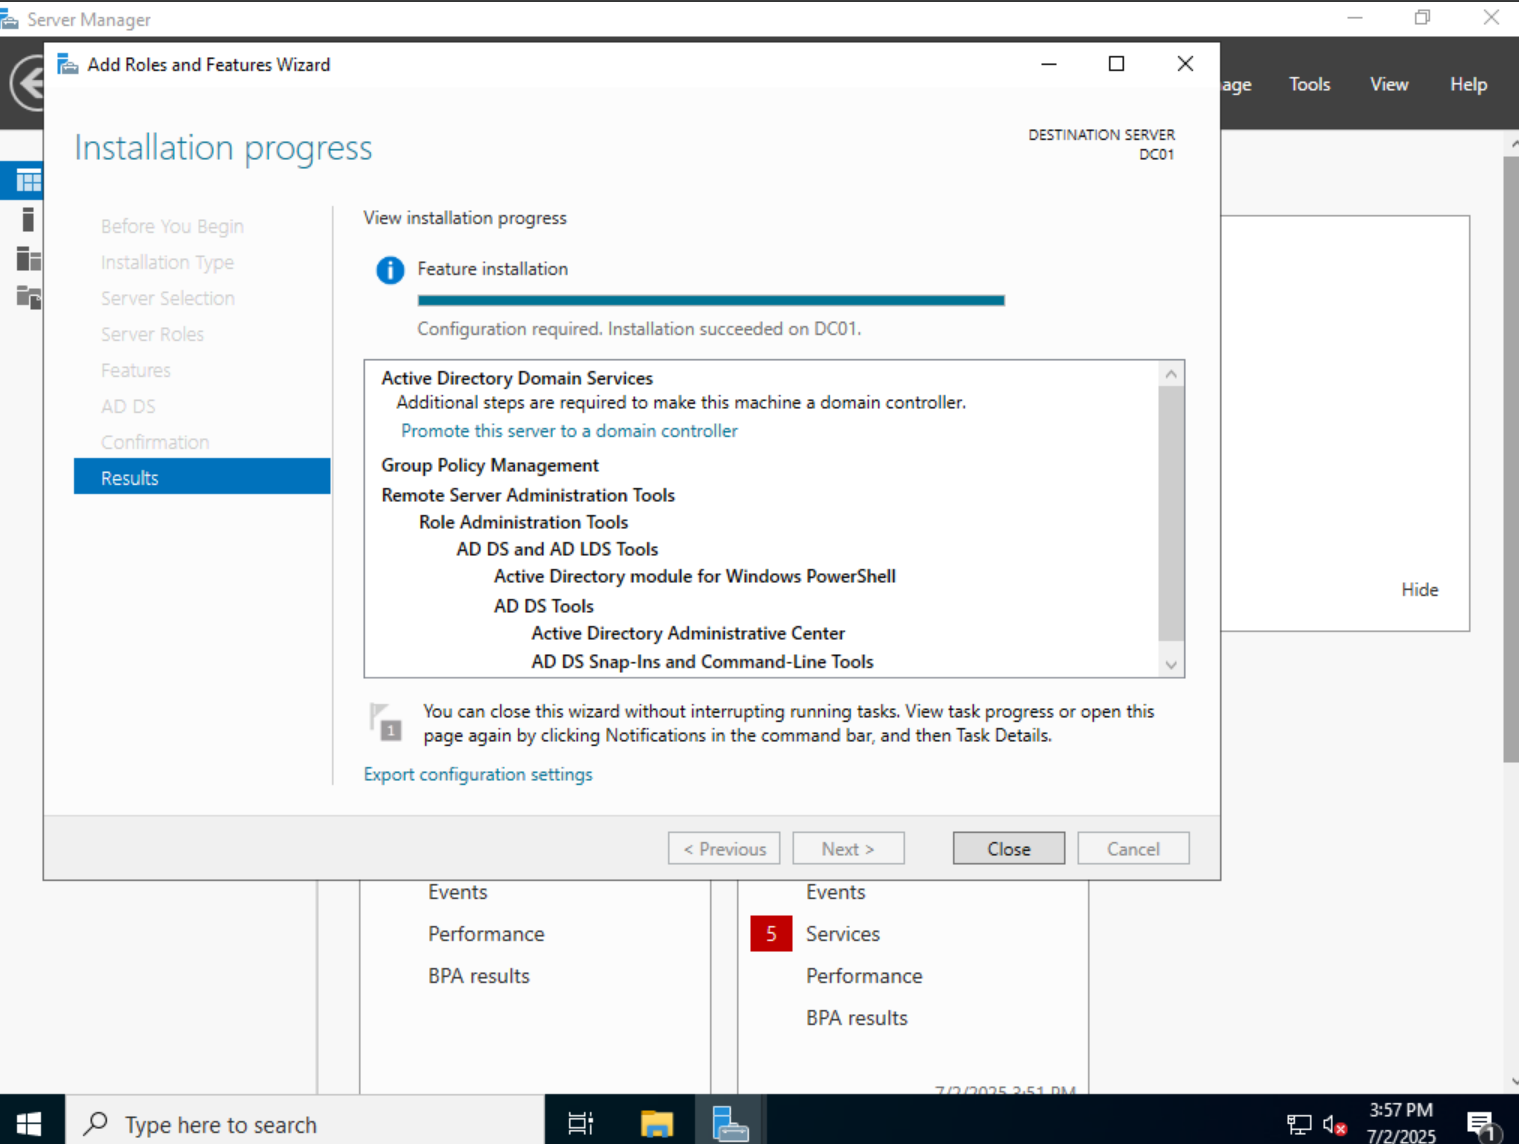 Server Manager
Add Roles and Features Wizard
age
Tools
View
Help
Installation progress
DESTINATION SERVER
DC01
Before You Begin
Installation Type
Server Selection
Server Roles
Features
AD DS
Confirmation
Results
View installation progress
Feature installation
Configuration required. Installation succeeded on DC01.
Active Directory Domain Services
Additional steps are required to make this machine a domain controller.
Promote this server to a domain controller
Group Policy Management
Remote Server Administration Tools
Role Administration Tools
AD DS and AD LDS Tools
Active Directory module for Windows PowerShell
AD DS Tools
Active Directory Administrative Center
AD DS Snap-Ins and Command-Line Tools
Hide
1
You can close this wizard without interrupting running tasks. View task progress or open this
page again by clicking Notifications in the command bar, and then Task Details.
Export configuration settings
< Previous
Next >
Close
Cancel
Events
Performance
BPA results
Events
5 Services
Performance
BPA results
7/2/2025 3:51 PM
Type here to search
3:57 PM
7/2/2025
1